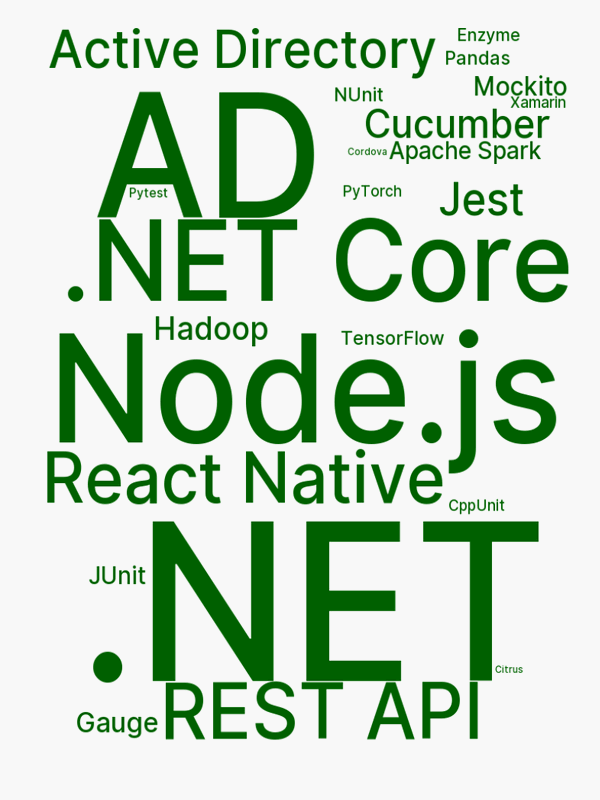 Active Directory
Enzyme
Pandas
Mockito
Xamarin
AD
NUnit
Cucumber
Cordova
Apache Spark
Pytest
PyTorch
Jest
.NET Core
Hadoop
TensorFlow
Node.js
React Native
CppUnit
.NET
JUnit
Citrus
Gauge
REST API